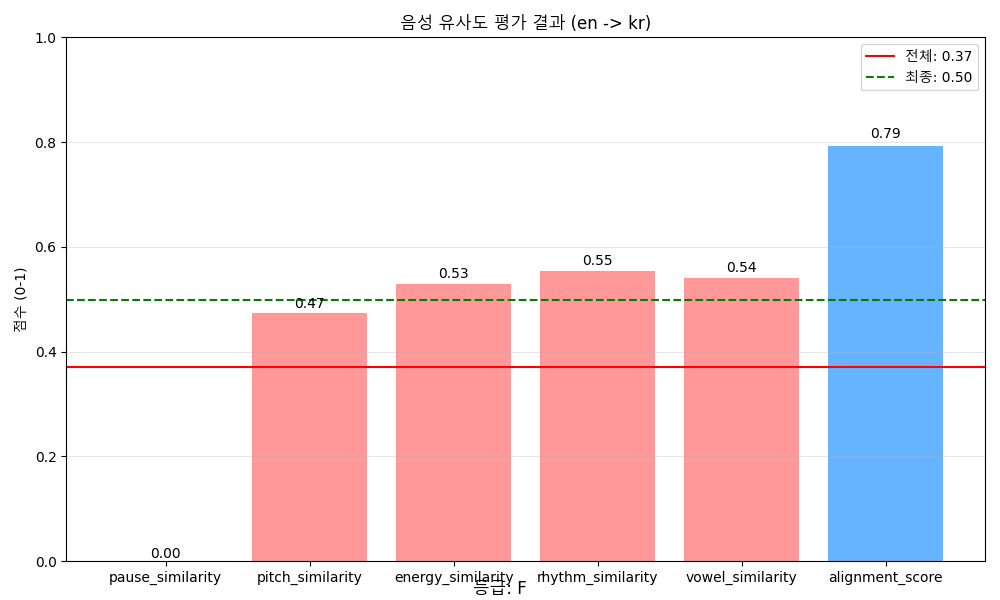 음성 유사도 평가 결과 (en -> kr)
전체: 0.37
최종: 0.50
점수 (0-1)
1.0
0.8
0.6
0.4
0.2
0.0
0.00
0.47
0.53
0.55
0.54
0.79
pause_similarity
pitch_similarity
energy_similarity
rhythm_similarity
vowel_similarity
alignment_score
등급: F